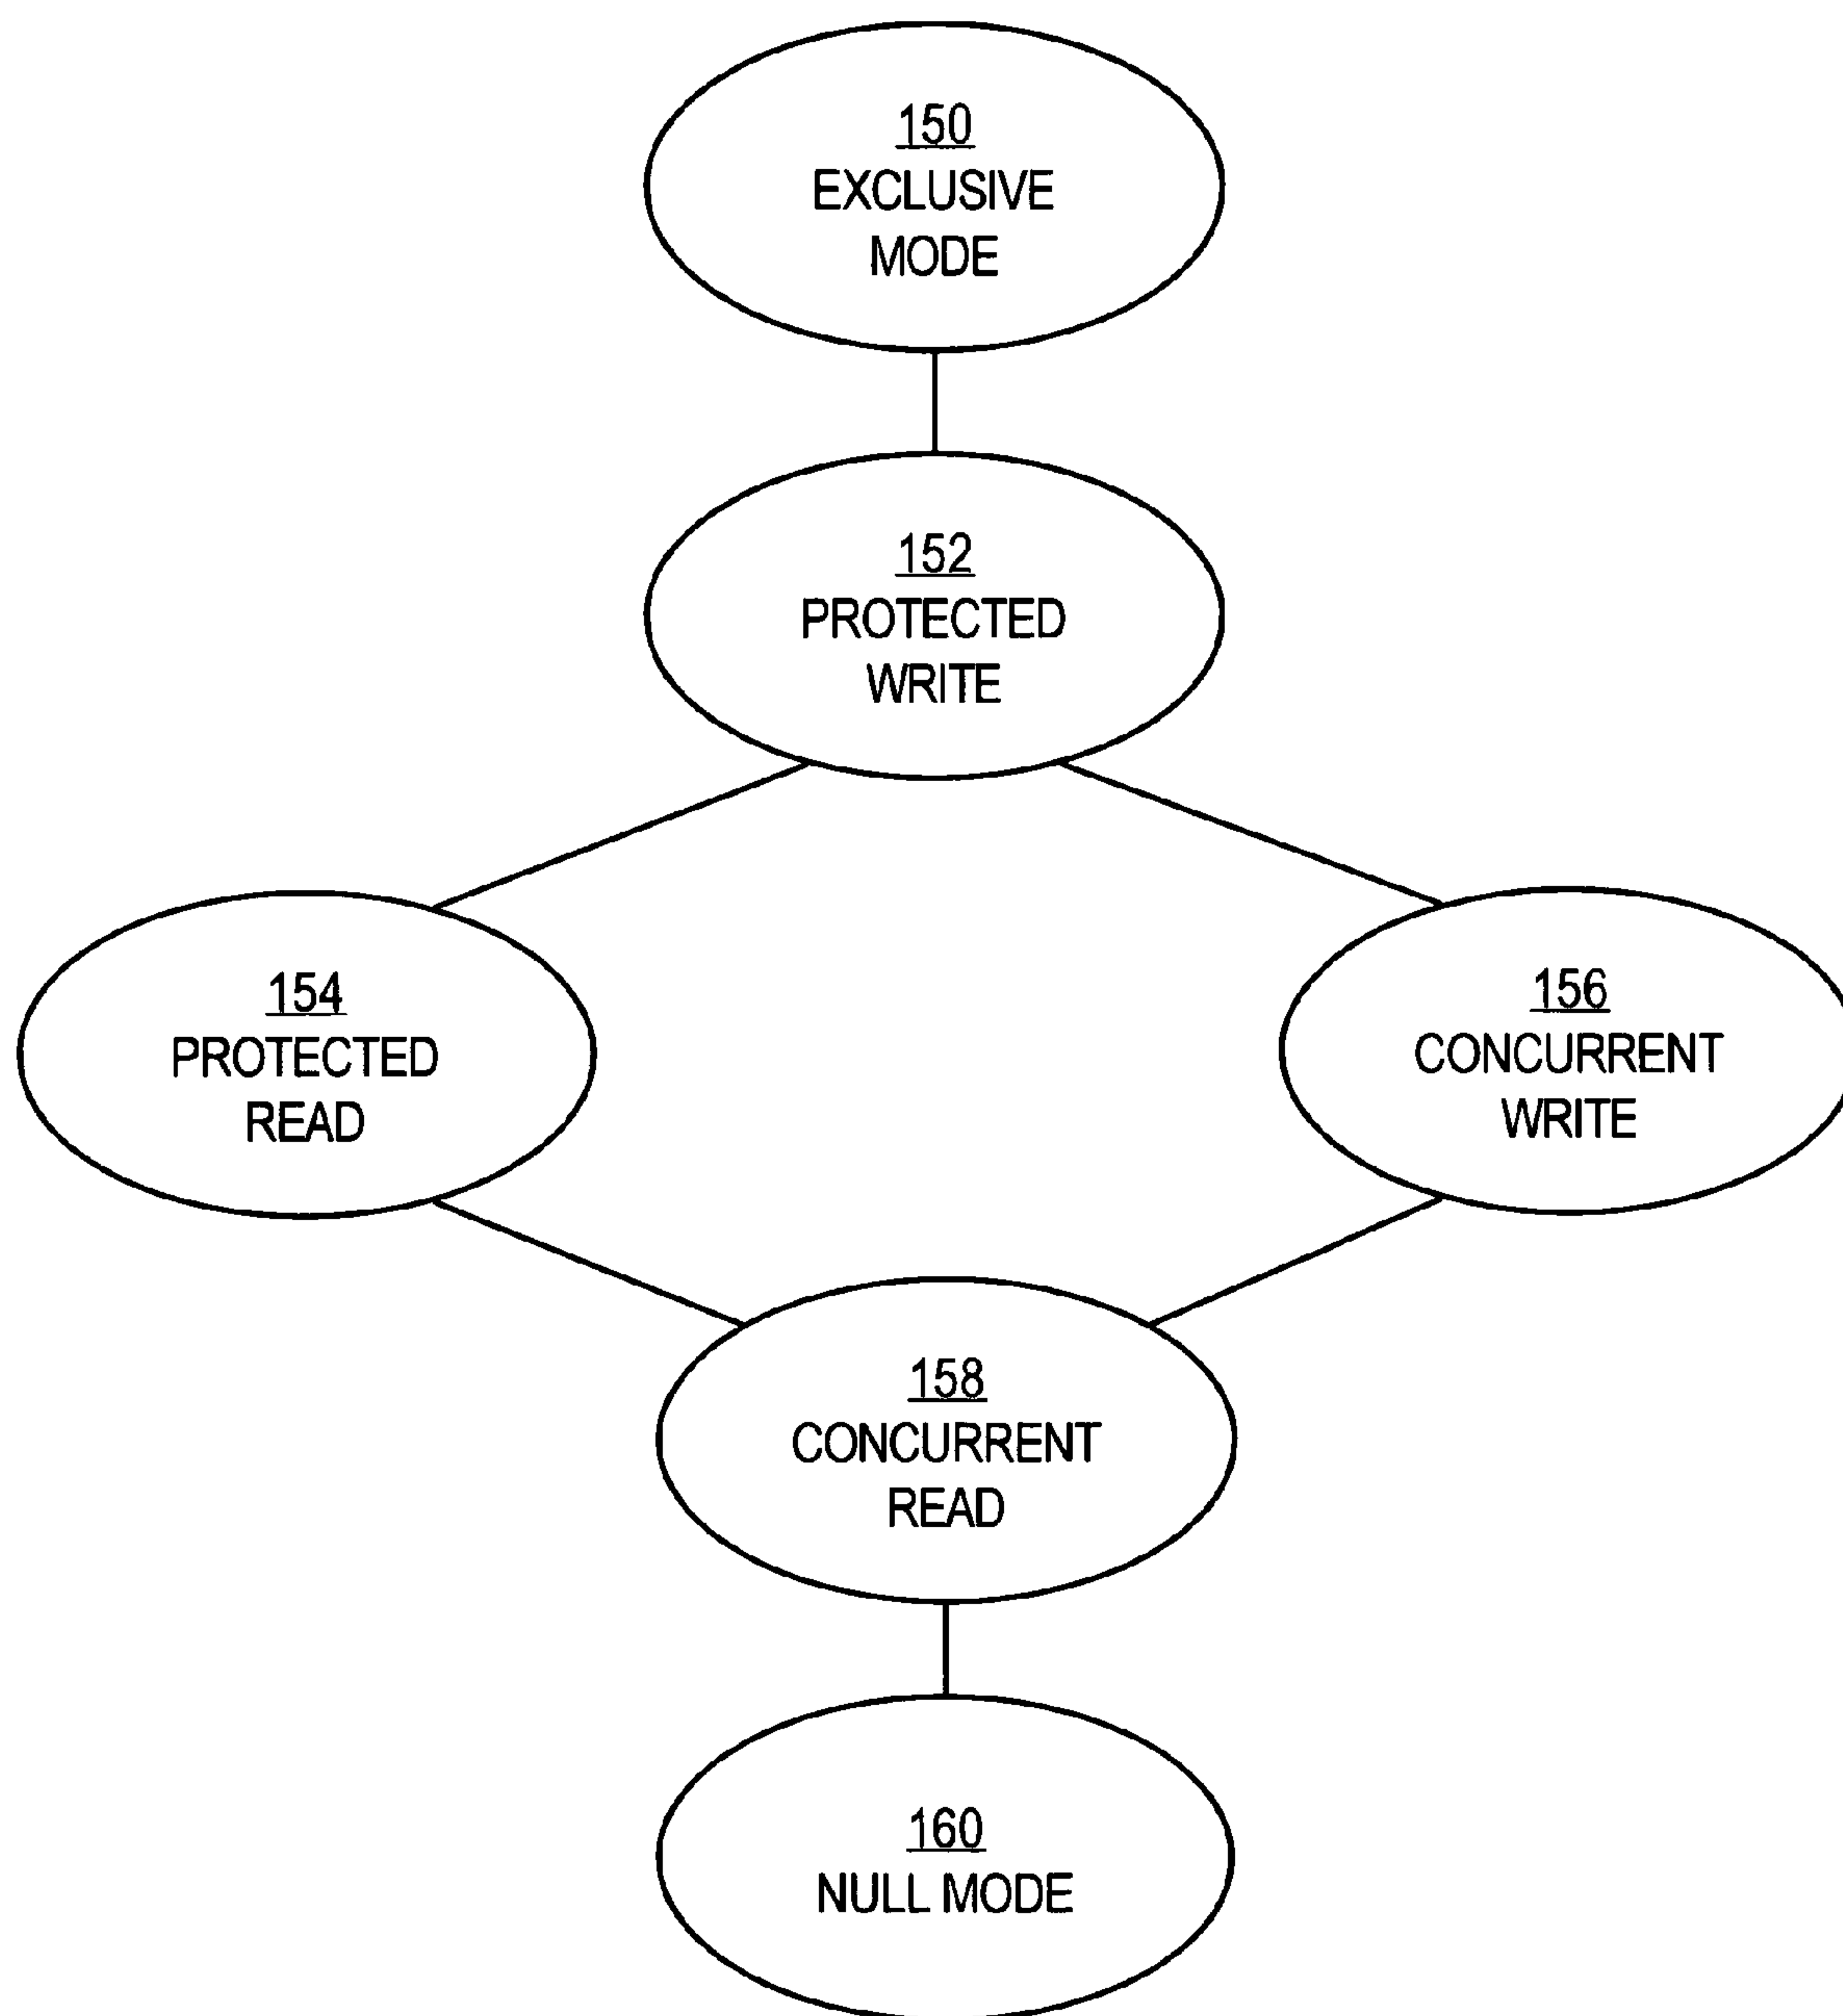 150
EXCLUSIVE
MODE
152
PROTECTED
WRITE
154
PROTECTED
READ
156
CONCURRENT
WRITE
158
CONCURRENT
READ
160
NULL MODE